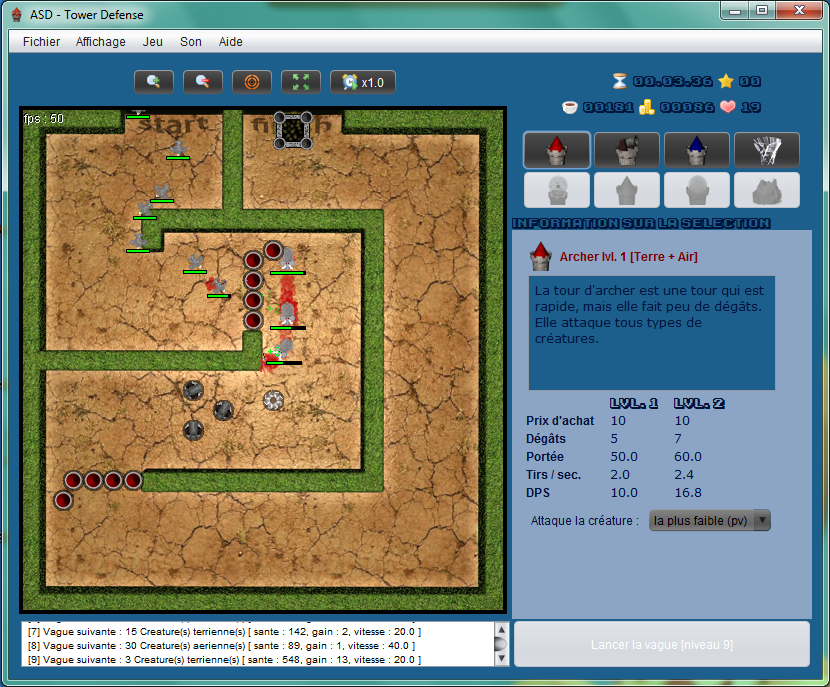 ASD - Tower Defense
Fichier Affichage Jeu Son Aide
x1.0
00.03.36 00
00181 00086 19
fps : 50
start finish
INFORMATION SUR LA SELECTION
Archer lvl. 1 [Terre + Air]
La tour d'archer est une tour qui est
rapide, mais elle fait peu de dégâts.
Elle attaque tous types de
créatures.
LVL. 1 LVL. 2
Prix d'achat 10 10
Dégâts 5 7
Portée 50.0 60.0
Tirs / sec. 2.0 2.4
DPS 10.0 16.8
Attaque la créature : la plus faible (pv)
[7] Vague suivante : 15 Creature(s) terrienne(s) [ sante : 142, gain : 2, vitesse : 20.0 ]
[8] Vague suivante : 30 Creature(s) aerienne(s) [ sante : 89, gain : 1, vitesse : 40.0 ]
[9] Vague suivante : 3 Creature(s) terrienne(s) [ sante : 548, gain : 13, vitesse : 20.0 ]
Lancer la vague [niveau 9]